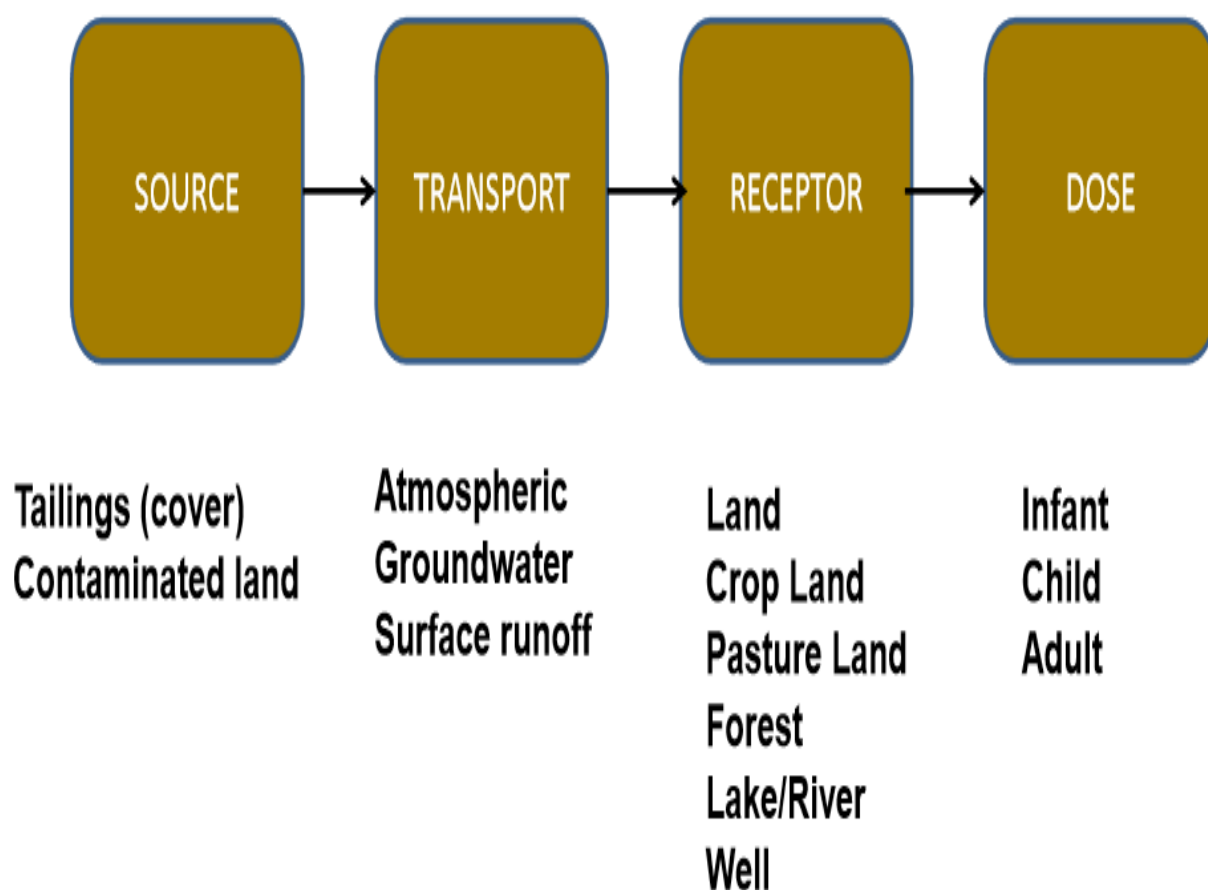 SOURCE
TRANSPORT
RECEPTOR
DOSE
Tailings (cover)
Contaminated land
Atmospheric
Groundwater
Surface runoff
Land
Crop Land
Pasture Land
Forest
Lake/River
Well
Infant
Child
Adult